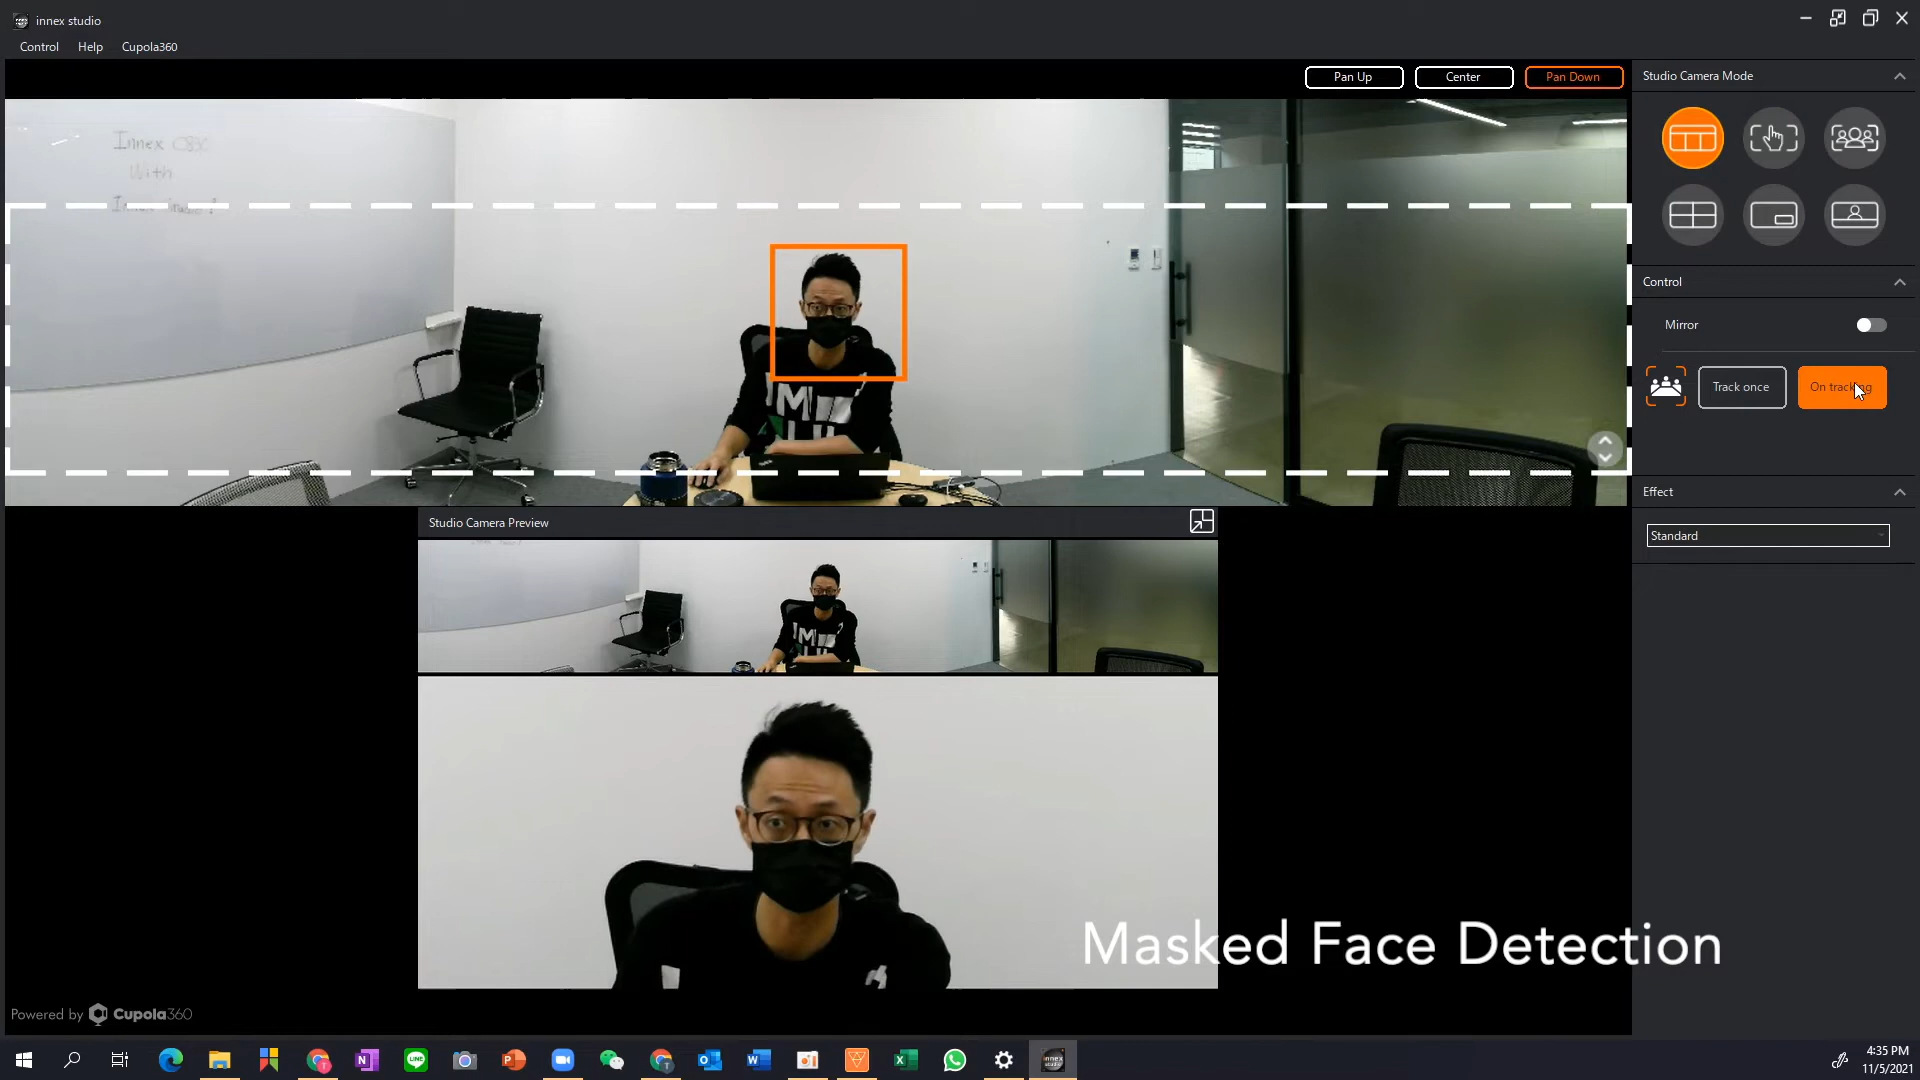 innex studio
Control Help Cupola360
Pan Up Center Pan Down
Studio Camera Mode
Innex C830
With
Innex Studio!
Control
Mirror
Track once On tracking
Effect
Standard
Studio Camera Preview
Masked Face Detection
Powered by Cupola360
4:35 PM
11/5/2021